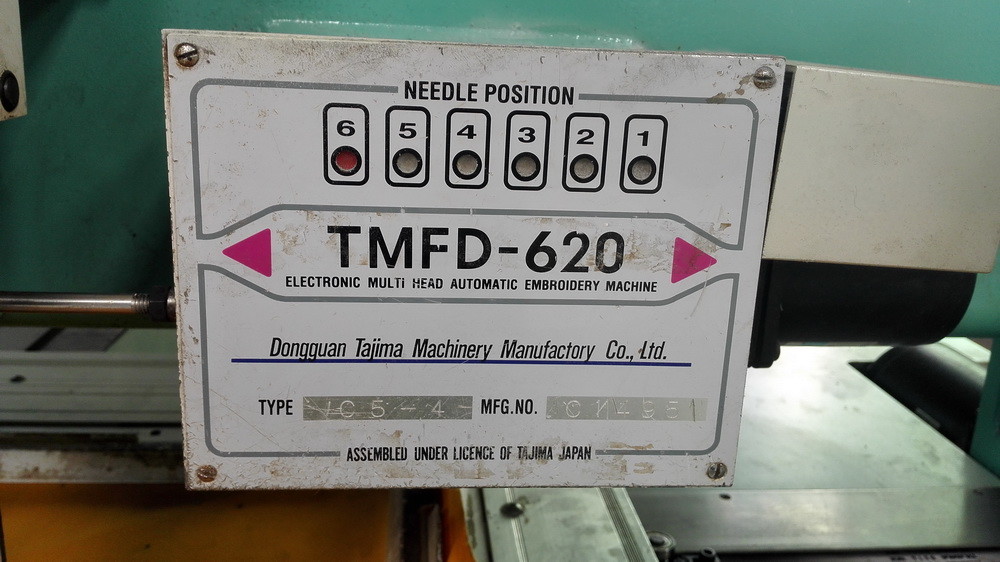 NEEDLE POSITION
6 5 4 3 2 1
TMFD-620
ELECTRONIC MULTI HEAD AUTOMATIC EMBROIDERY MACHINE
Dongguan Tajima Machinery Manufactory Co., Ltd.
TYPE MFG.NO.
ASSEMBLED UNDER LICENCE OF TAJIMA JAPAN